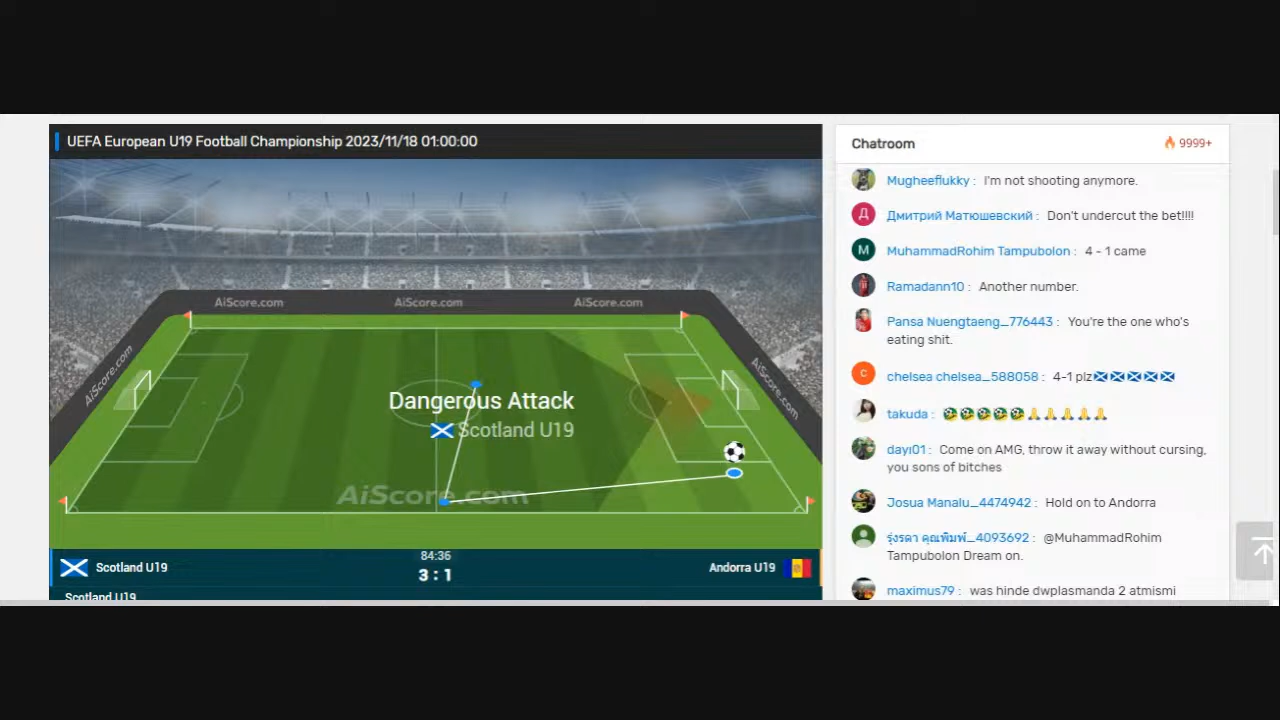 UEFA European U19 Football Championship 2023/11/18 01:00:00
AiScore.com
AiScore.com
AiScore.com
AiScore.com
AiScore.com
Dangerous Attack
Scotland U19
AiScore.com
84:36
Scotland U19
3 : 1
Andorra U19
Scotland U19
Chatroom
9999+
Mugheeflukky : I'm not shooting anymore.
Д
Дмитрий Матюшевский : Don't undercut the bet!!!!
M
MuhammadRohim Tampubolon : 4 - 1 came
Ramadann10 : Another number.
Pansa Nuengtaeng_776443 : You're the one who's
eating shit.
c
chelsea chelsea_588058 : 4-1 plz🏴󠁧󠁢󠁳󠁣󠁴󠁿🏴󠁧󠁢󠁳󠁣󠁴󠁿🏴󠁧󠁢󠁳󠁣󠁴󠁿🏴󠁧󠁢󠁳󠁣󠁴󠁿🏴󠁧󠁢󠁳󠁣󠁴󠁿
takuda :
dayı01 : Come on AMG, throw it away without cursing,
you sons of bitches
Josua Manalu_4474942 : Hold on to Andorra
รุ่งรดา คุณพิมพ์_4093692 : @MuhammadRohim
Tampubolon Dream on.
maximus79 : was hinde dwplasmanda 2 atmismi